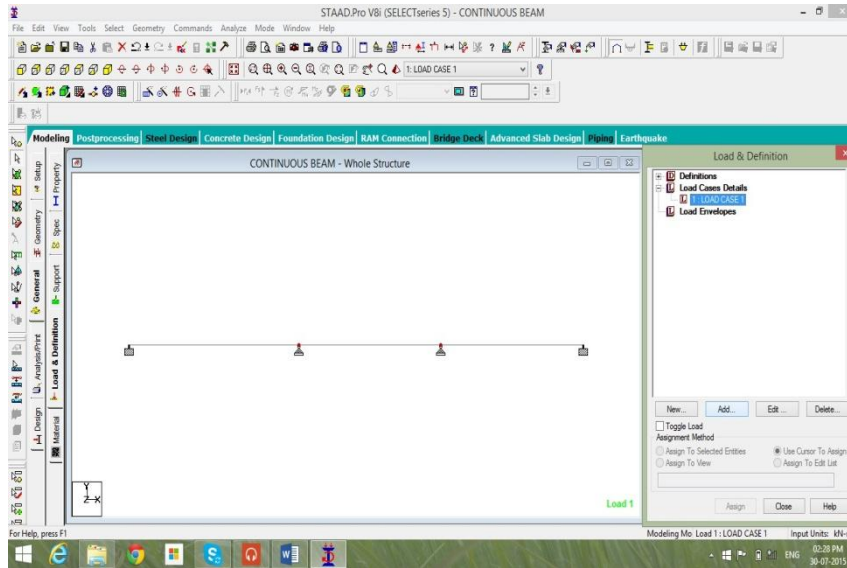 STAAD.Pro V8i (SELECTseries 5) - CONTINUOUS BEAM
File Edit View Tools Select Geometry Commands Analyze Mode Window Help
1: LOAD CASE 1
Modeling Postprocessing Steel Design Concrete Design Foundation Design RAM Connection Bridge Deck Advanced Slab Design Piping Earthquake
Setup
Geometry
General
Analysis/Print
Design
Property
Spec
Support
Load & Definition
Material
CONTINUOUS BEAM - Whole Structure
Y
Z X
Load 1
Load & Definition
Definitions
Load Cases Details
1 : LOAD CASE 1
Load Envelopes
New... Add... Edit ... Delete...
Toggle Load
Assignment Method
Assign To Selected Entities Use Cursor To Assign
Assign To View Assign To Edit List
Assign Close Help
For Help, press F1
Modeling Mo Load 1 : LOAD CASE 1 Input Units: kN-
ENG 02:28 PM
30-07-2015